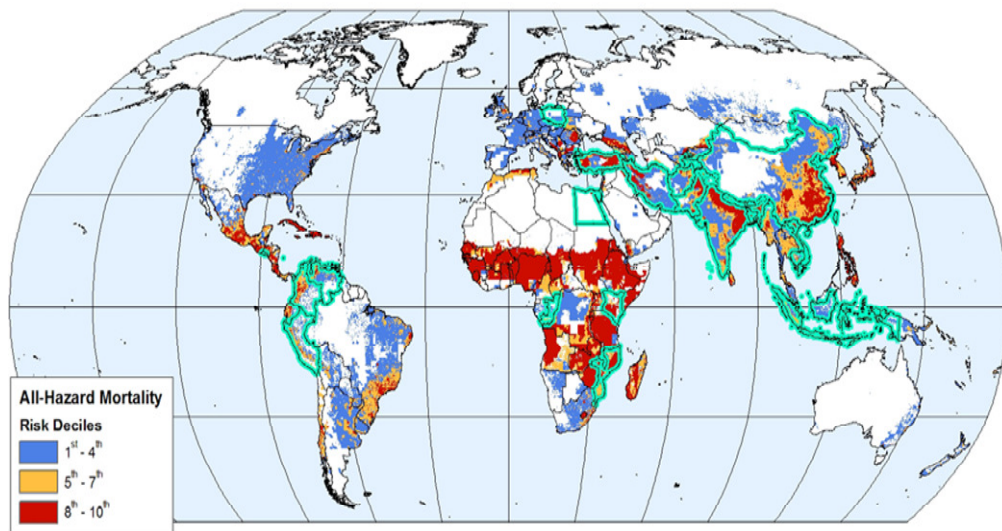 All-Hazard Mortality
Risk Deciles
1st - 4th
5th - 7th
8th - 10th